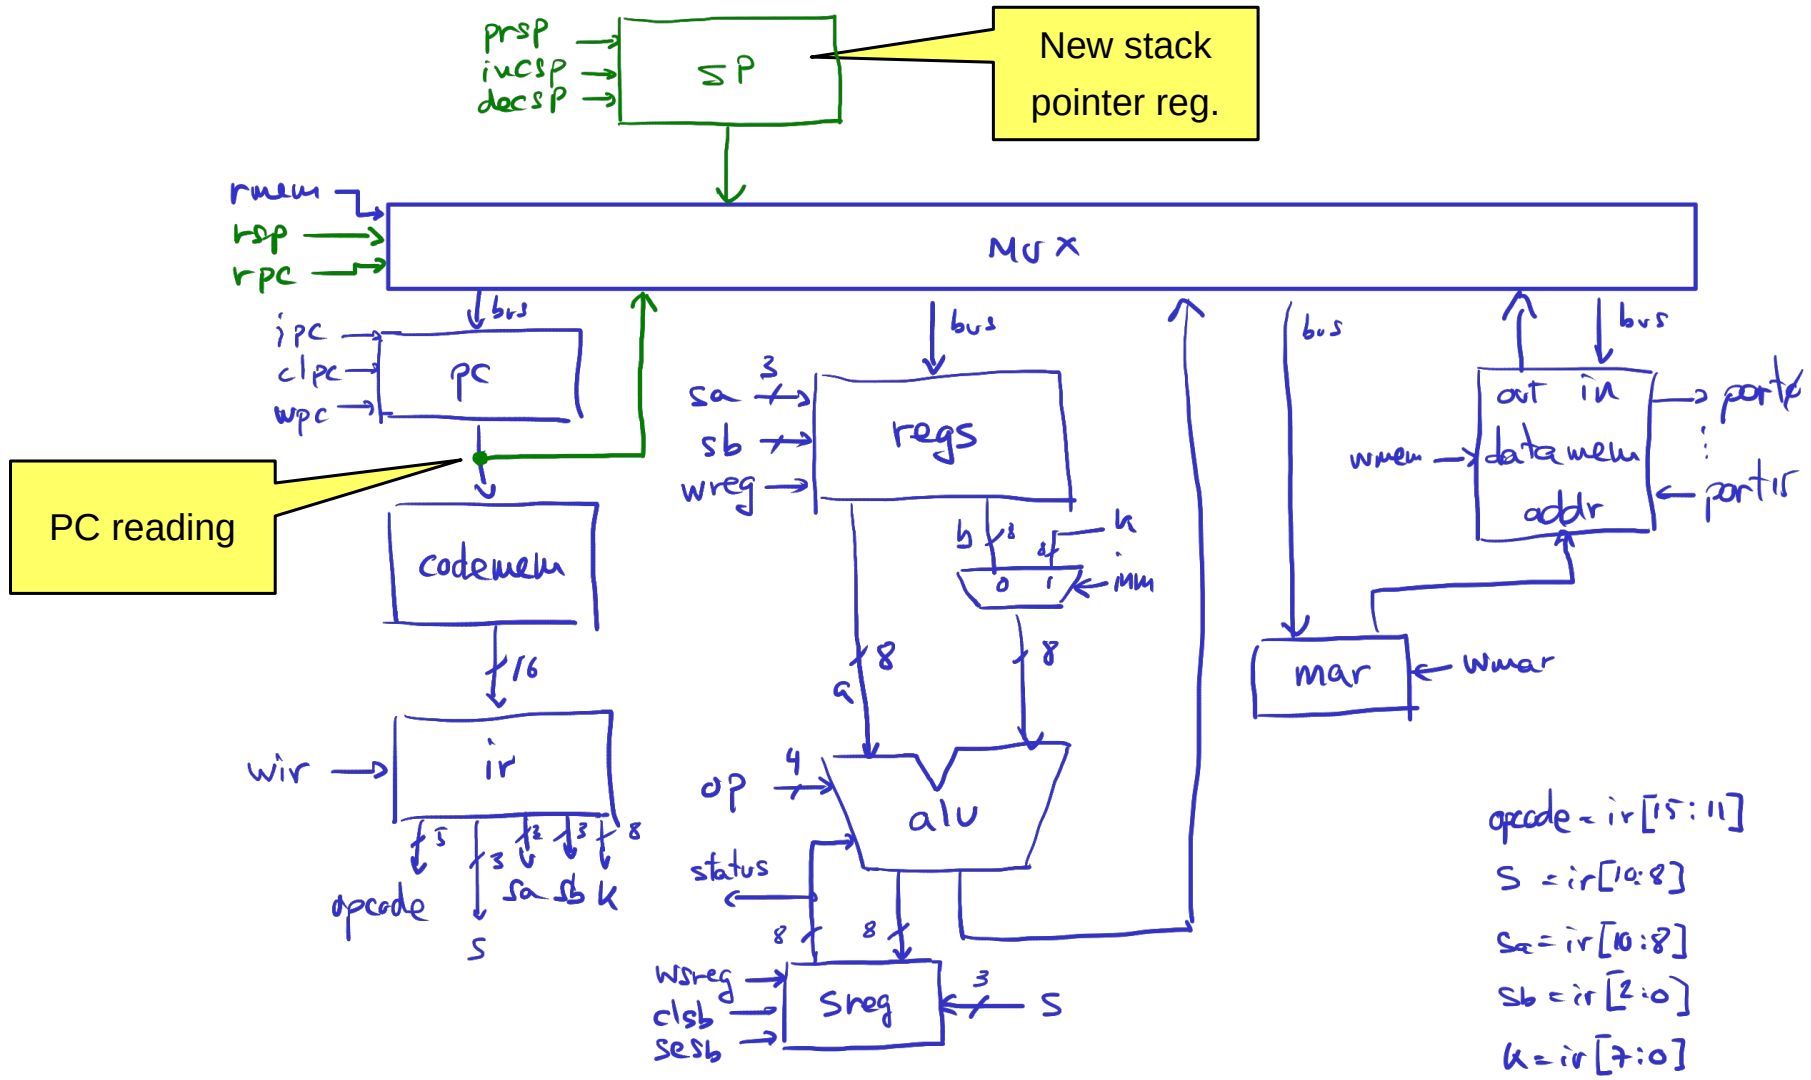 prsp
incsp
decsp
SP
New stack
pointer reg.
rmem
rsp
rpc
MUX
bus
ipc
clpc
wpc
pc
bus
3
sa
sb
wreg
regs
bus
bus
out in
datamem
addr
wmem
port0
port15
PC reading
codemem
b
8
k
8
0 1
imm
16
8
a
8
mar
wmar
wir
ir
op
4
alu
5
3
3
3
8
opcode
s
sa sb k
status
8
8
wsreg
clsb
sesb
sreg
3
S
opcode = ir[15:11]
S = ir[10:8]
sa = ir[10:8]
sb = ir[2:0]
k = ir[7:0]